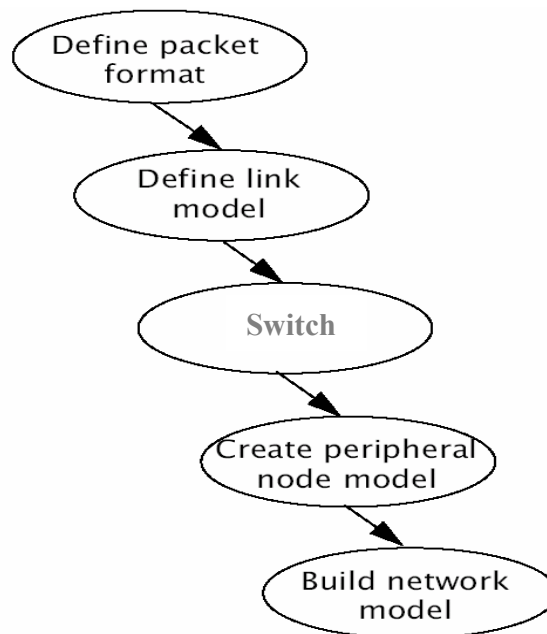 Define packet
format
Define link
model
Switch
Create peripheral
node model
Build network
model